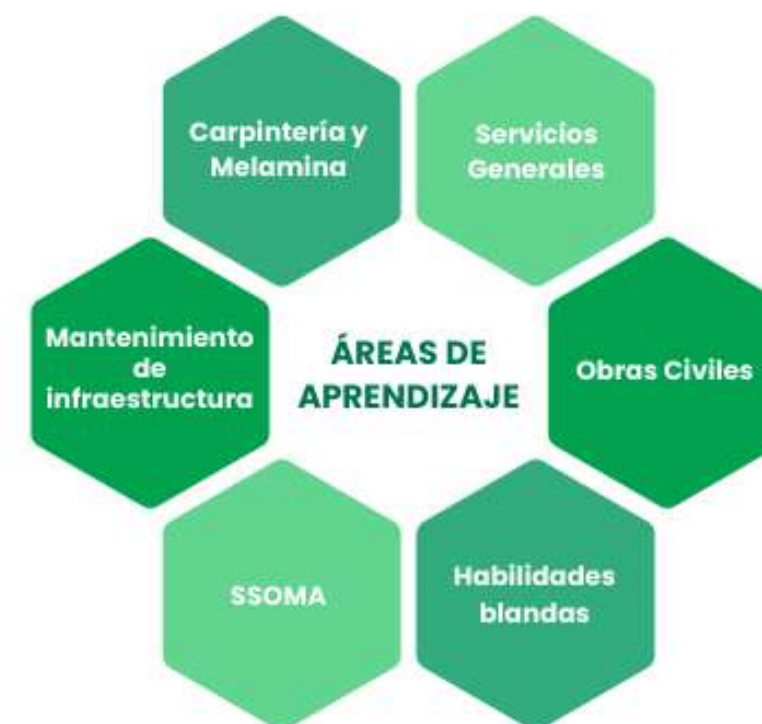 Carpintería y
Melamina
Servicios
Generales
Mantenimiento
de
infraestructura
ÁREAS DE
APRENDIZAJE
Obras Civiles
SSOMA
Habilidades
blandas